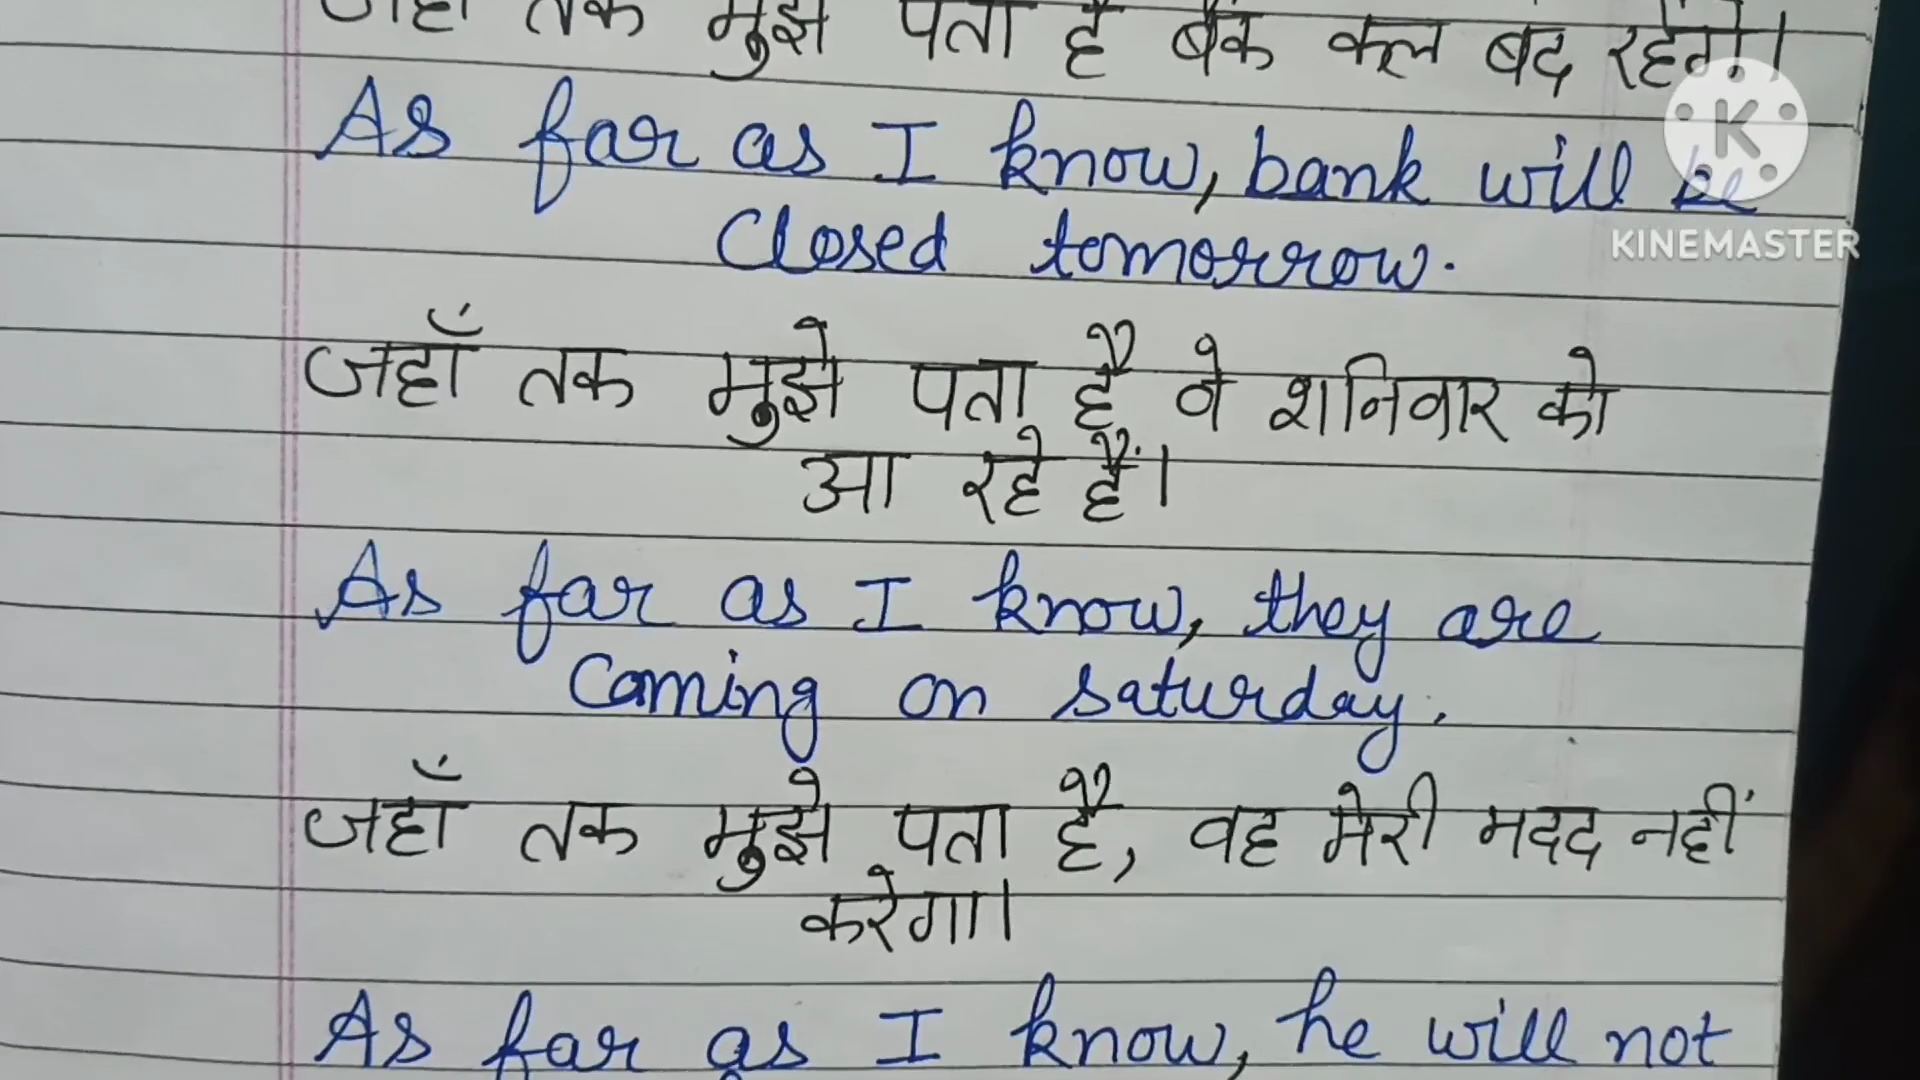 जहाँ तक मुझे पता है बैंक कल बंद रहेंगे।
As far as I know, bank will be
K
Closed tomorrow.
KINEMASTER
जहाँ तक मुझे पता है वे शनिवार को
आ रहे हैं।
As far as I know, they are
Coming on saturday.
जहाँ तक मुझे पता है, वह मेरी मदद नहीं
करेगा।
As far as I know, he will not